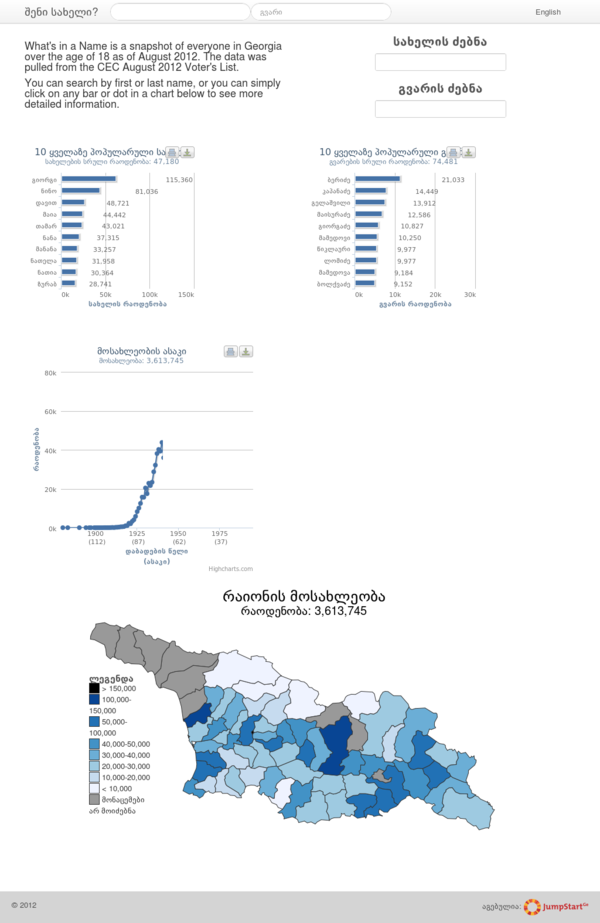 შენი სახელი?
გვარი
English
What's in a Name is a snapshot of everyone in Georgia
over the age of 18 as of August 2012. The data was
pulled from the CEC August 2012 Voter's List.
You can search by first or last name, or you can simply
click on any bar or dot in a chart below to see more
detailed information.
სახელის ძებნა
გვარის ძებნა
10 ყველაზე პოპულარული
სახელების სრული რაოდენობა: 47,180
გიორგი 115,360
ნინო 81,036
დავით 48,721
მაია 44,442
თამარ 43,021
ნანა 37,315
მანანა 33,257
ნათელა 31,958
ნათია 30,364
ზურაბ 28,741
0k 50k 100k 150k
სახელის რაოდენობა
10 ყველაზე პოპულარული
გვარების სრული რაოდენობა: 74,481
ბერიძე 21,033
კაპანაძე 14,449
გელაშვილი 13,912
მაისურაძე 12,586
გიორგაძე 10,827
მამედოვი 10,250
წიკლაური 9,977
ლომიძე 9,977
მამედოვა 9,184
ბოლქვაძე 9,152
0k 10k 20k 30k
გვარის რაოდენობა
მოსახლეობის ასაკი
მოსახლეობა: 3,613,745
80k
60k
40k
20k
0k
რაოდენობა
1900 1925 1950 1975
(112) (87) (62) (37)
დაბადების წელი
(ასაკი)
Highcharts.com
რაიონის მოსახლეობა
რაოდენობა: 3,613,745
ლეგენდა
> 150,000
100,000-
150,000
50,000-
100,000
40,000-50,000
30,000-40,000
20,000-30,000
10,000-20,000
< 10,000
მონაცემები
არ მოიძებნა
© 2012
აგებულია: JumpStart Ge